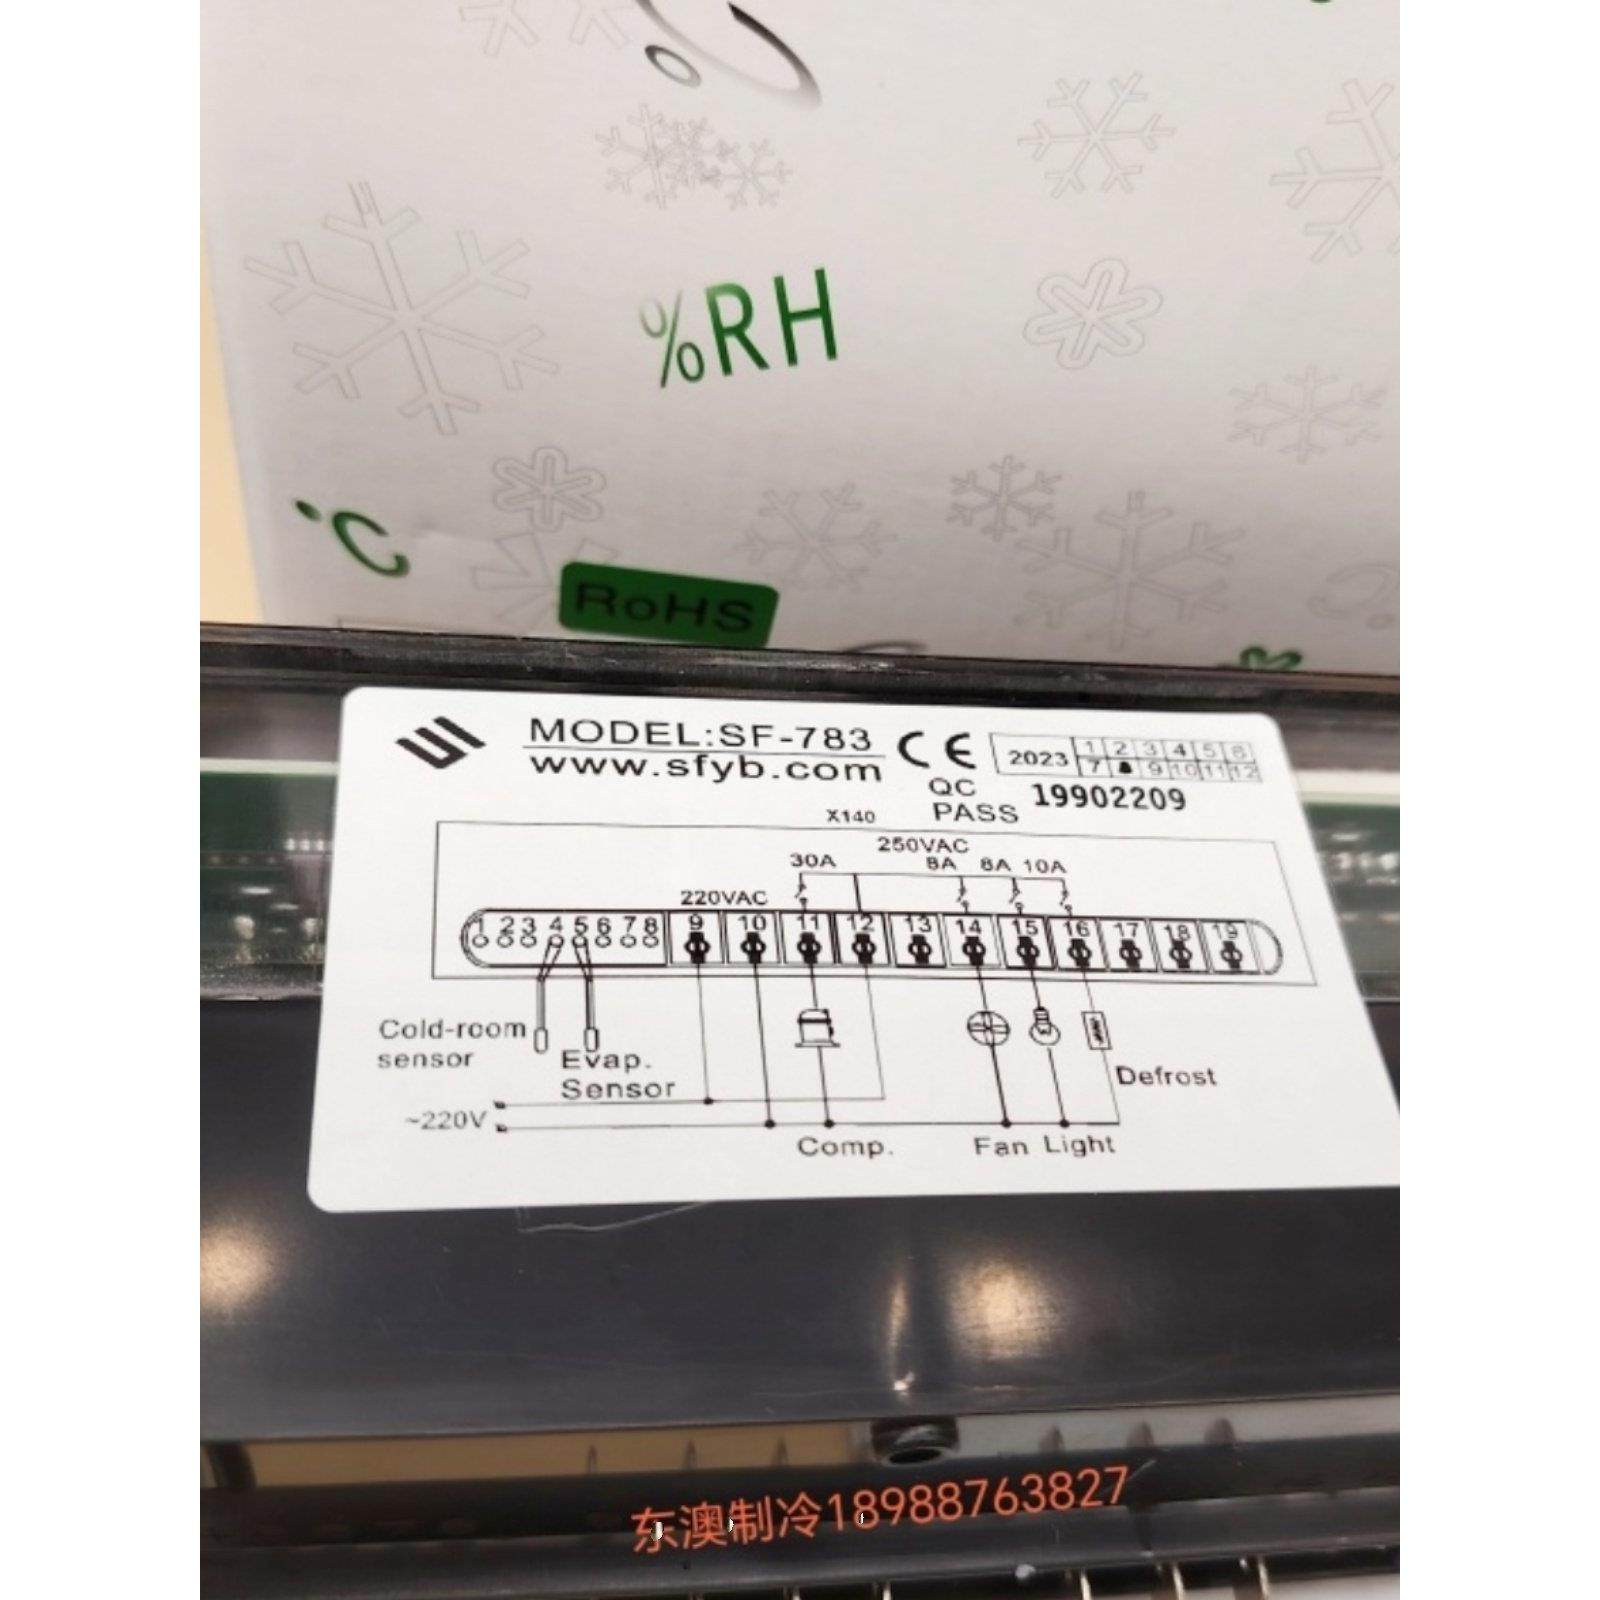 %RH
°C
RoHS
MODEL:SF-783
www.sfyb.com
CE
2023
1 2 3 4 5 6
7 9 10 11 12
QC
PASS
19902209
X140
250VAC
30A 8A 8A 10A
220VAC
1 2 3 4 5 6 7 8 9 10 11 12 13 14 15 16 17 18 19
Cold-room
sensor
Evap.
Sensor
Defrost
~220V
Comp.
Fan Light
东澳制冷18988763827